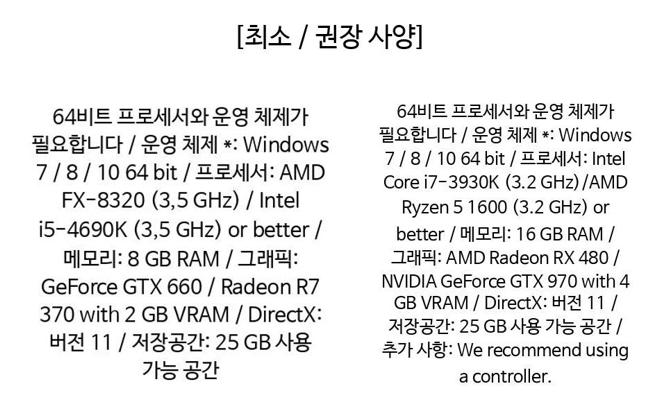 [최소 / 권장 사양]
64비트 프로세서와 운영 체제가
필요합니다 / 운영 체제 *: Windows
7 / 8 / 10 64 bit / 프로세서: AMD
FX-8320 (3,5 GHz) / Intel
i5-4690K (3,5 GHz) or better /
메모리: 8 GB RAM / 그래픽:
GeForce GTX 660 / Radeon R7
370 with 2 GB VRAM / DirectX:
버전 11 / 저장공간: 25 GB 사용
가능 공간
64비트 프로세서와 운영 체제가
필요합니다 / 운영 체제 *: Windows
7 / 8 / 10 64 bit / 프로세서: Intel
Core i7-3930K (3.2 GHz)/AMD
Ryzen 5 1600 (3.2 GHz) or
better / 메모리: 16 GB RAM /
그래픽: AMD Radeon RX 480 /
NVIDIA GeForce GTX 970 with 4
GB VRAM / DirectX: 버전 11 /
저장공간: 25 GB 사용 가능 공간 /
추가 사항: We recommend using
a controller.